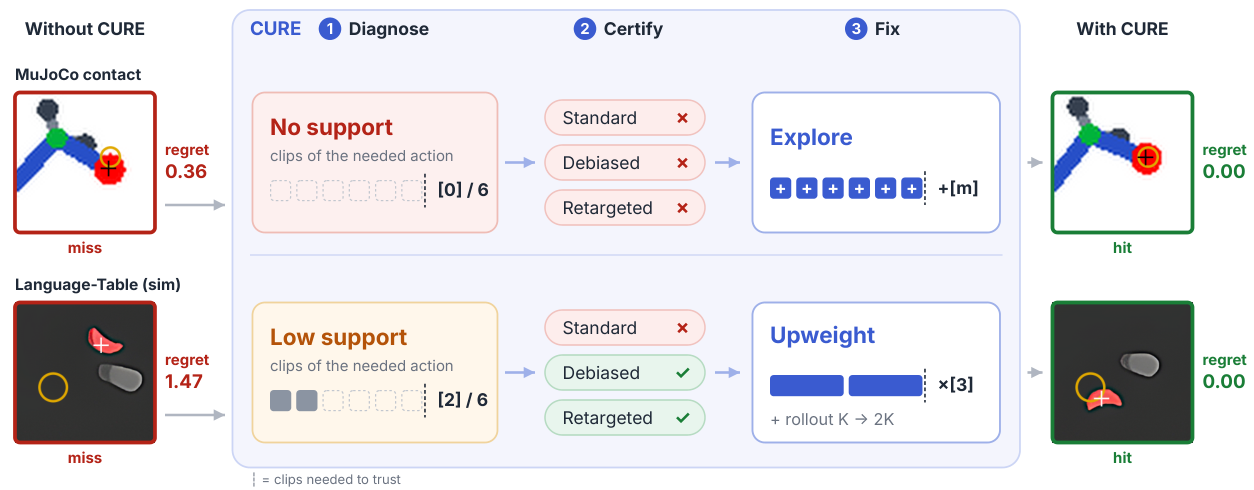 Without CURE
CURE 1 Diagnose
2 Certify
3 Fix
With CURE
MuJoCo contact
regret
0.36
miss
No support
clips of the needed action
[0] / 6
Standard ×
Debiased ×
Retargeted ×
Explore
+ + + + + + +[m]
regret
0.00
hit
Language-Table (sim)
regret
1.47
miss
Low support
clips of the needed action
[2] / 6
Standard ×
Debiased ✓
Retargeted ✓
Upweight
×[3]
+ rollout K → 2K
regret
0.00
hit
┆ = clips needed to trust